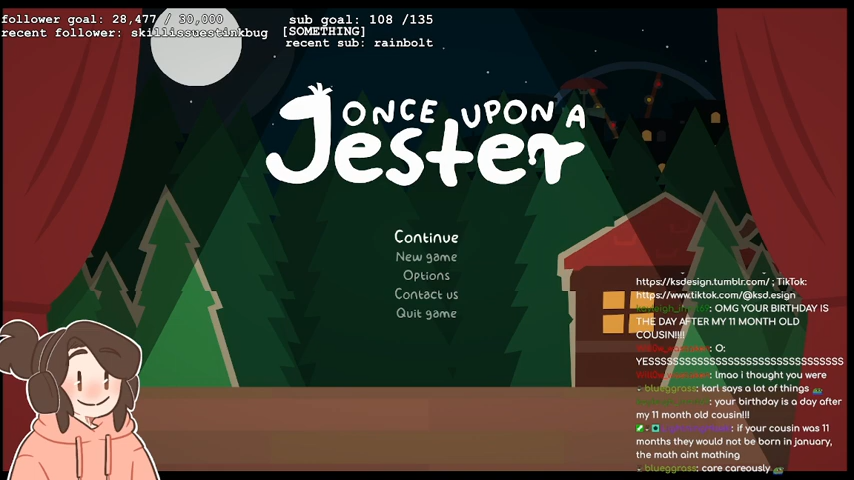 follower goal: 28,477 / 30,000
sub goal: 108 /135
recent follower: skillissuestinkbug
[SOMETHING]
recent sub: rainbolt
ONCE UPON A
Jester
Continue
New game
Options
Contact us
Quit game
https://ksdesign.tumblr.com/ ; TikTok:
https://www.tiktok.com/@ksd.esign
: OMG YOUR BIRTHDAY IS
THE DAY AFTER MY 11 MONTH OLD
COUSIN!!!!
: O:
YESSSSSSSSSSSSSSSSSSSSSSSSSSSSSSSSS
: lmao i thought you were
blueggrass: karl says a lot of things
: your birthday is a day after
my 11 month old cousin!!!
: if your cousin was 11
months they would not be born in january,
the math aint mathing
blueggrass: care careously